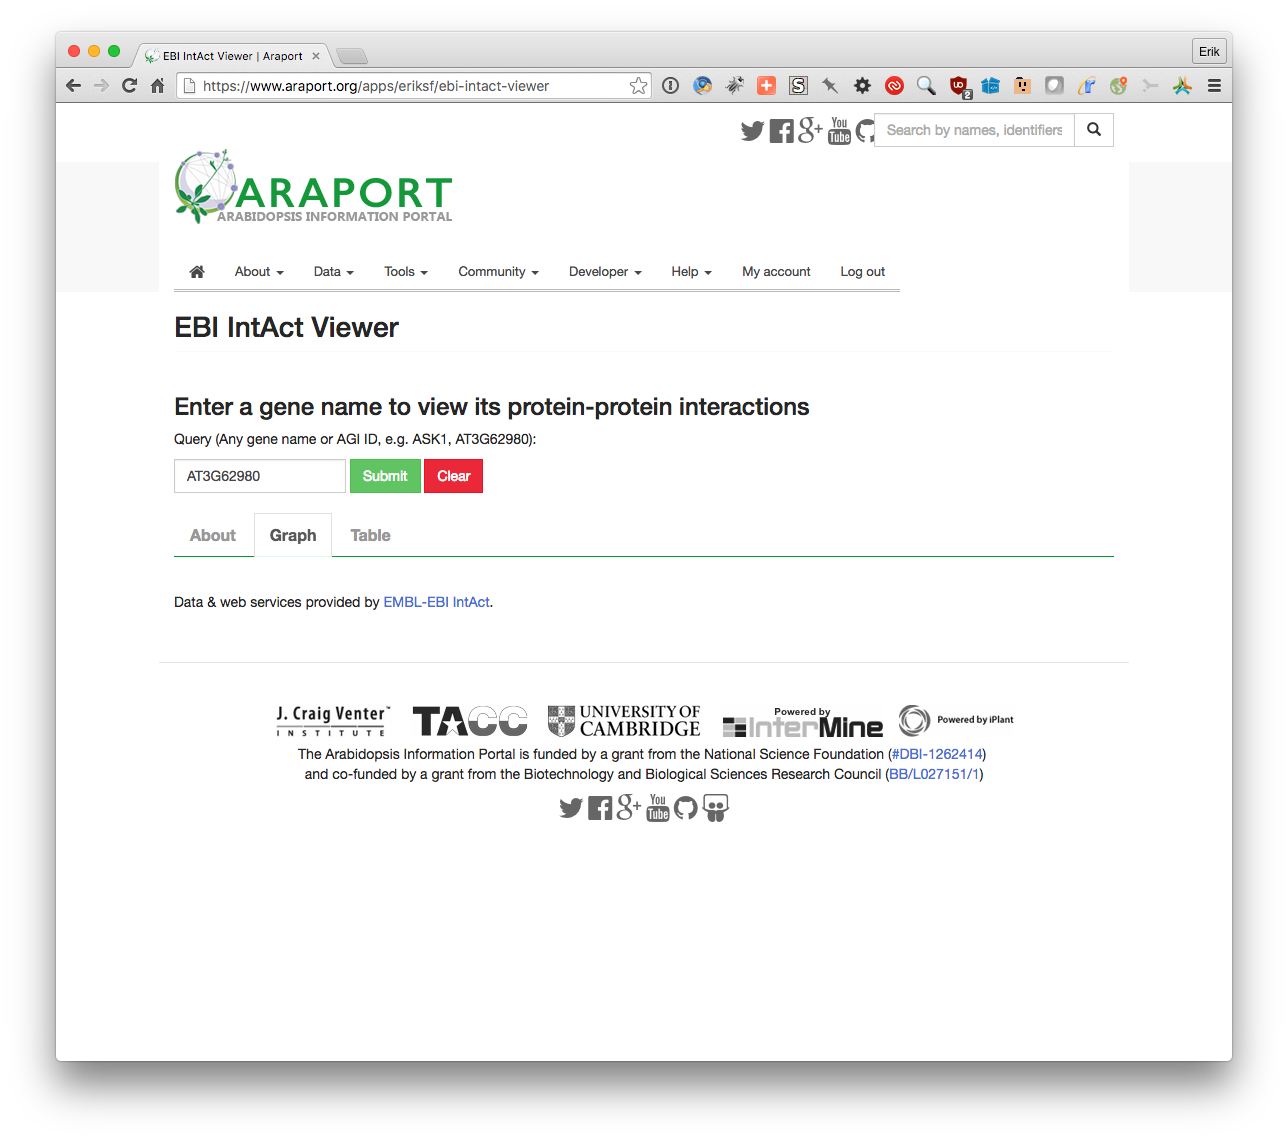 EBI IntAct Viewer | Araport
Erik
https://www.araport.org/apps/eriksf/ebi-intact-viewer
Search by names, identifiers
ARAPORT
ARABIDOPSIS INFORMATION PORTAL
About Data Tools Community Developer Help My account Log out
EBI IntAct Viewer
Enter a gene name to view its protein-protein interactions
Query (Any gene name or AGI ID, e.g. ASK1, AT3G62980):
AT3G62980 Submit Clear
About Graph Table
Data & web services provided by EMBL-EBI IntAct.
J. Craig Venter™
INSTITUTE
TACC
UNIVERSITY OF
CAMBRIDGE
Powered by
InterMine
Powered by iPlant
The Arabidopsis Information Portal is funded by a grant from the National Science Foundation (#DBI-1262414)
and co-funded by a grant from the Biotechnology and Biological Sciences Research Council (BB/L027151/1)
g+ You Tube